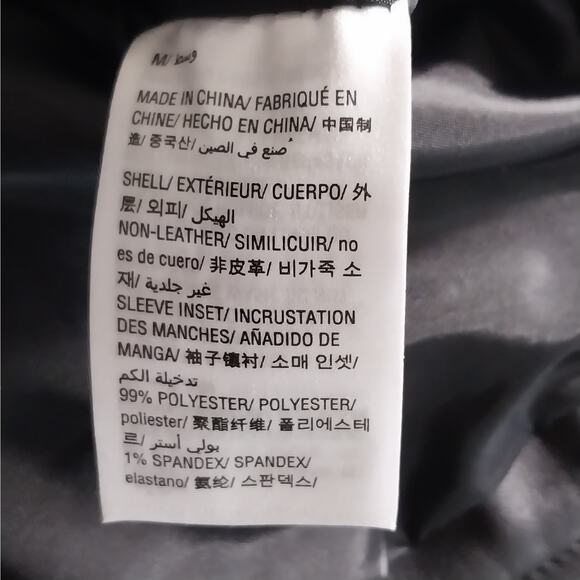 M/ وسط
MADE IN CHINA/ FABRIQUÉ EN
CHINE/ HECHO EN CHINA/ 中国制
造/ 중국산/ صنع في الصين/
SHELL/ EXTÉRIEUR/ CUERPO/ 外
层/ 외피/ الهيكل
NON-LEATHER/ SIMILICUIR/ no
es de cuero/ 非皮革/ 비가죽 소
재/ غير جلدية/
SLEEVE INSET/ INCRUSTATION
DES MANCHES/ AÑADIDO DE
MANGA/ 袖子镶衬/ 소매 인셋/
تدخيلة الكم
99% POLYESTER/ POLYESTER/
poliester/ 聚酯纤维/ 폴리에스테
르/ بولي أستر/
1% SPANDEX/ SPANDEX/
elastano/ 氨纶/ 스판덱스/